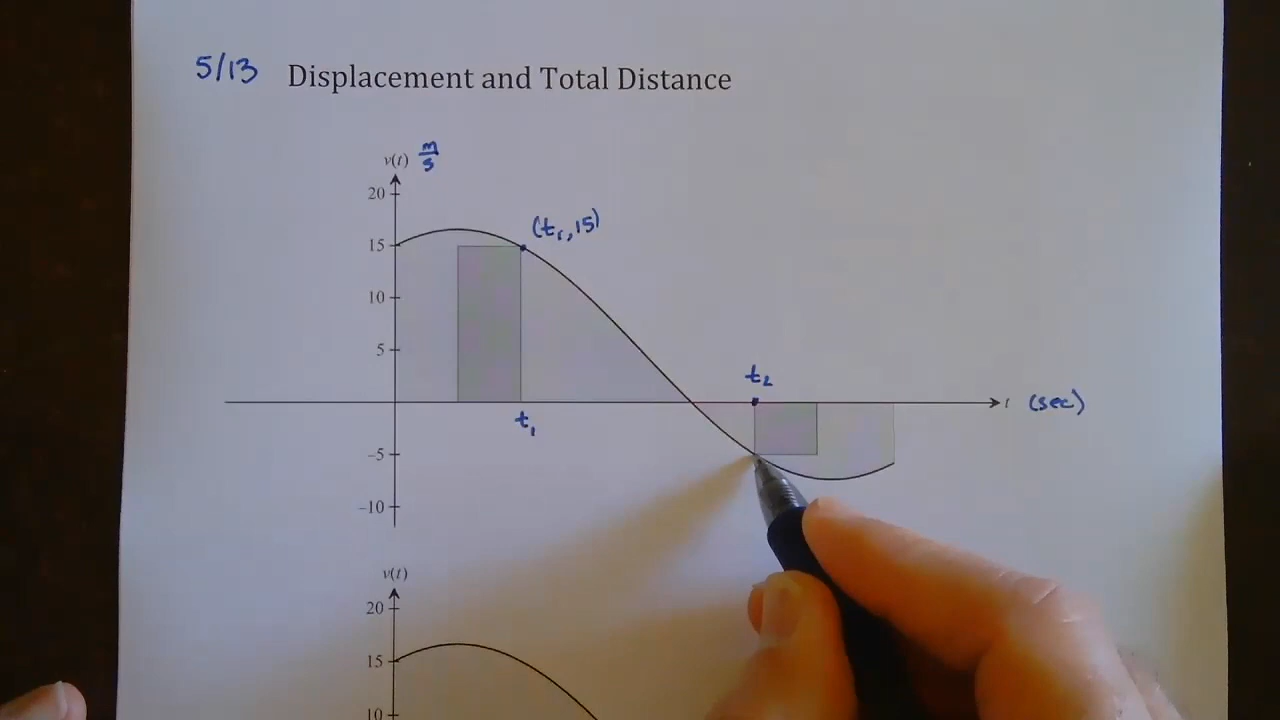 5/13 Displacement and Total Distance
v(t) m/s
20
(t₁, 15)
15
10
5
t₂
t (sec)
t₁
−5
−10
v(t)
20
15
10